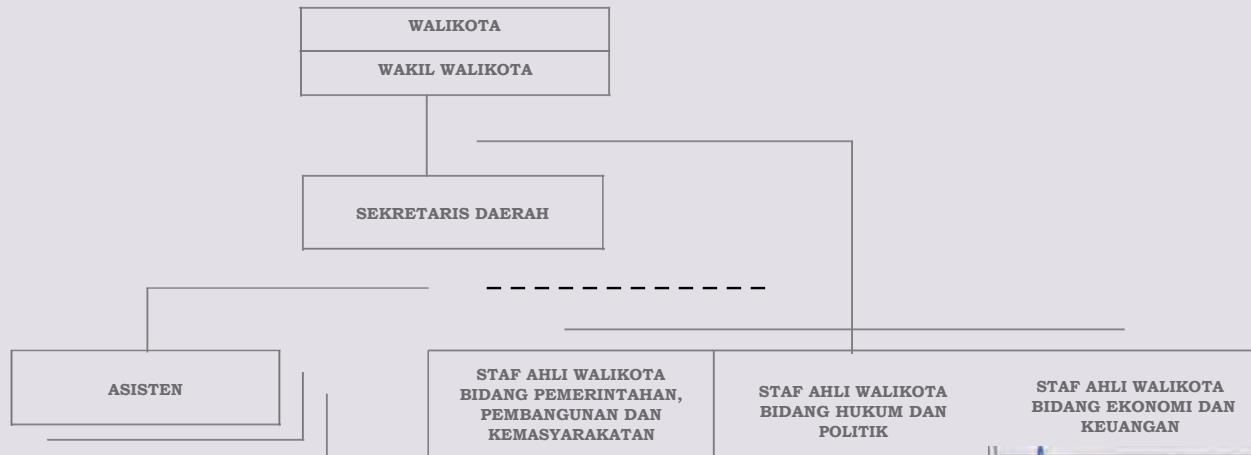 WALIKOTA
WAKIL WALIKOTA
SEKRETARIS DAERAH
ASISTEN
STAF AHLI WALIKOTA
BIDANG PEMERINTAHAN,
PEMBANGUNAN DAN
KEMASYARAKATAN
STAF AHLI WALIKOTA
BIDANG HUKUM DAN
POLITIK
STAF AHLI WALIKOTA
BIDANG EKONOMI DAN
KEUANGAN